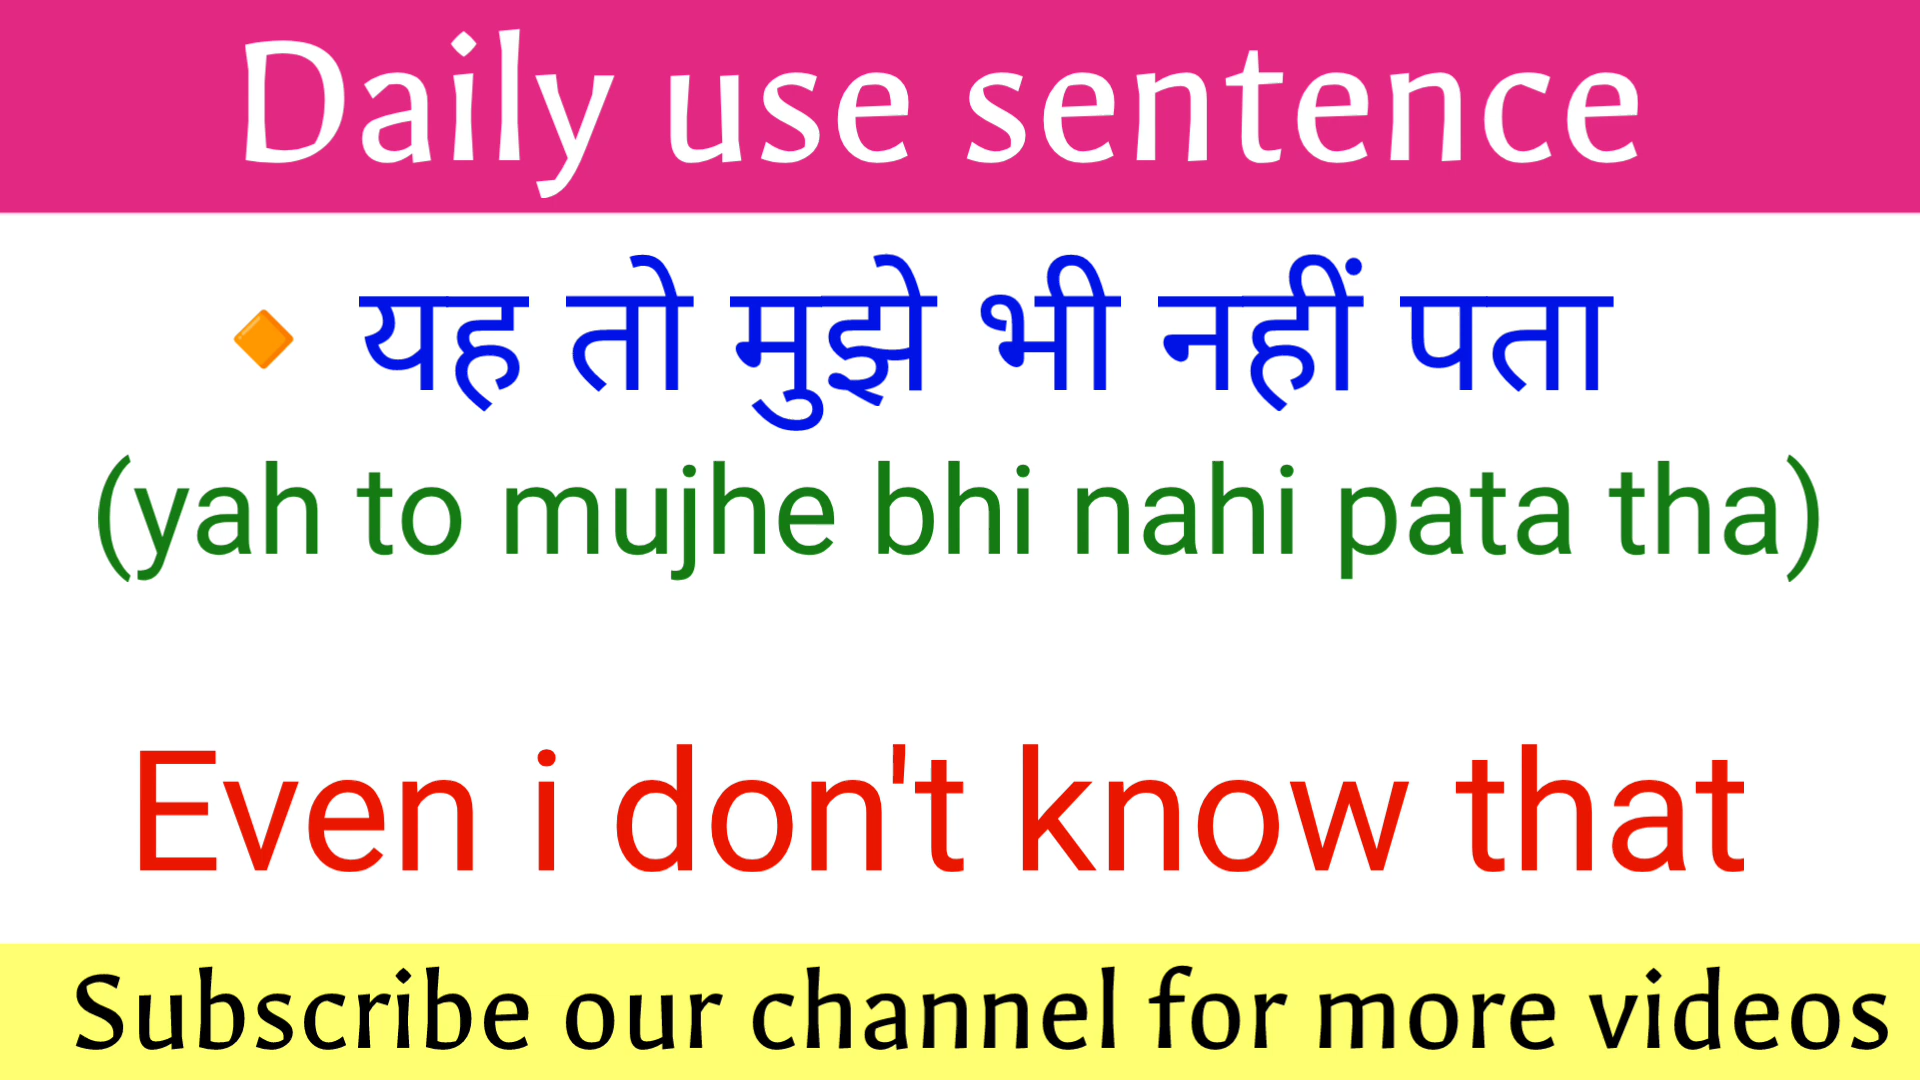 Daily use sentence
🔸 यह तो मुझे भी नहीं पता
(yah to mujhe bhi nahi pata tha)
Even i don't know that
Subscribe our channel for more videos